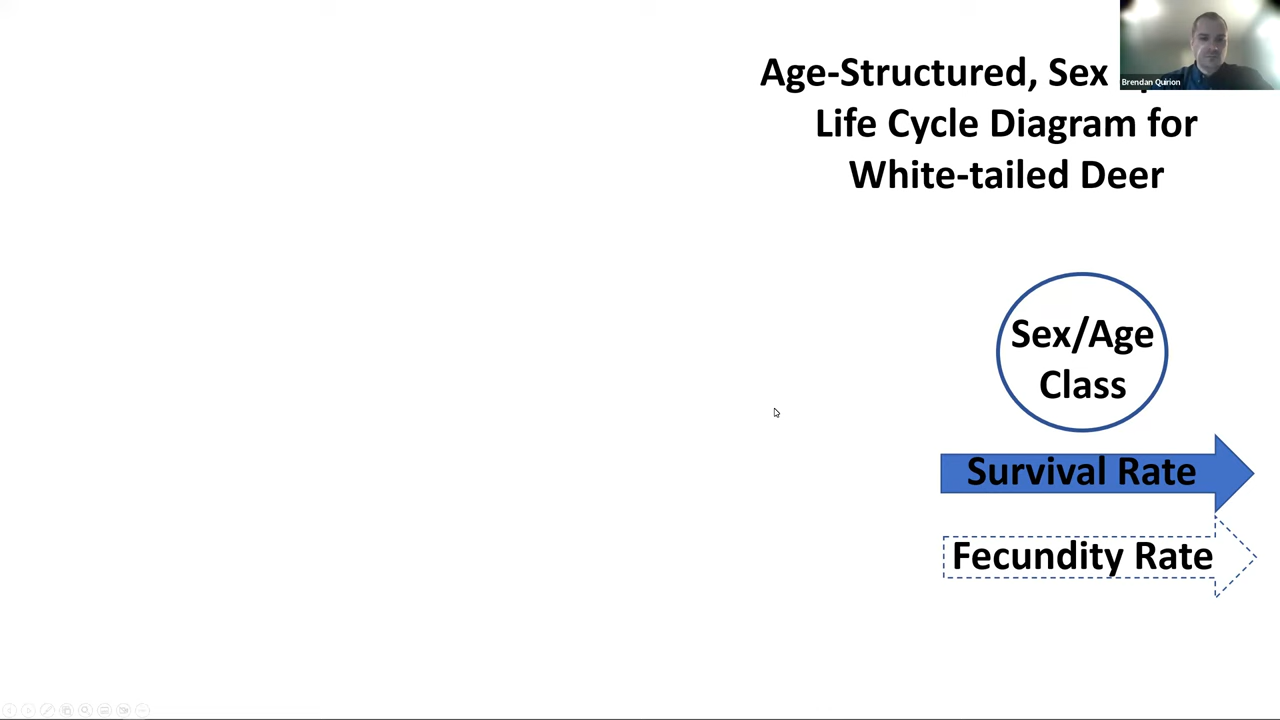 Age-Structured, Sex
Life Cycle Diagram for
White-tailed Deer
Brendan Quirion
Sex/Age
Class
Survival Rate
Fecundity Rate